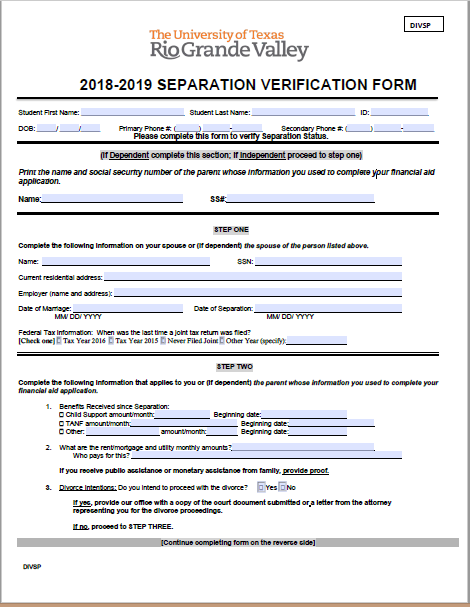 DIVSP
The University of Texas
Rio Grande Valley
2018-2019 SEPARATION VERIFICATION FORM
Student First Name: Student Last Name: ID:
DOB: / / Primary Phone #: ( ) - Secondary Phone #: ( ) -
Please complete this form to verify Separation Status.
(If Dependent complete this section; If Independent proceed to step one)
Print the name and social security number of the parent whose information you used to complete your financial aid
application.
Name: SS#:
STEP ONE
Complete the following information on your spouse or (if dependent) the spouse of the person listed above.
Name: SSN:
Current residential address:
Employer (name and address):
Date of Marriage: Date of Separation:
MM/ DD/ YYYY MM/ DD/ YYYY
Federal Tax Information: When was the last time a joint tax return was filed?
[Check one] ☐ Tax Year 2016 ☐ Tax Year 2015 ☐ Never Filed Joint ☐ Other Year (specify):
STEP TWO
Complete the following information that applies to you or (if dependent) the parent whose information you used to complete your
financial aid application.
1. Benefits Received since Separation:
☐ Child Support amount/month: Beginning date:
☐ TANF amount/month: Beginning date:
☐ Other: amount/month: Beginning date:
2. What are the rent/mortgage and utility monthly amounts?
Who pays for this?
If you receive public assistance or monetary assistance from family, provide proof.
3. Divorce Intentions: Do you intend to proceed with the divorce? ☐ Yes ☐ No
If yes, provide our office with a copy of the court document submitted or a letter from the attorney
representing you for the divorce proceedings.
If no, proceed to STEP THREE.
[Continue completing form on the reverse side]
DIVSP